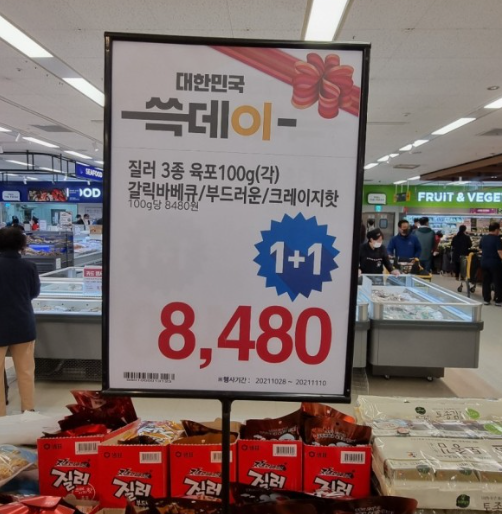 대한민국
쓱데이
질러 3종 육포100g(각)
갈릭바베큐/부드러운/크레이지핫
100g당 8480원
1+1
8,480
※행사기간 : 20211028 ~ 20211110
FRUIT & VEGE
질러
질러
질러
질러
질러